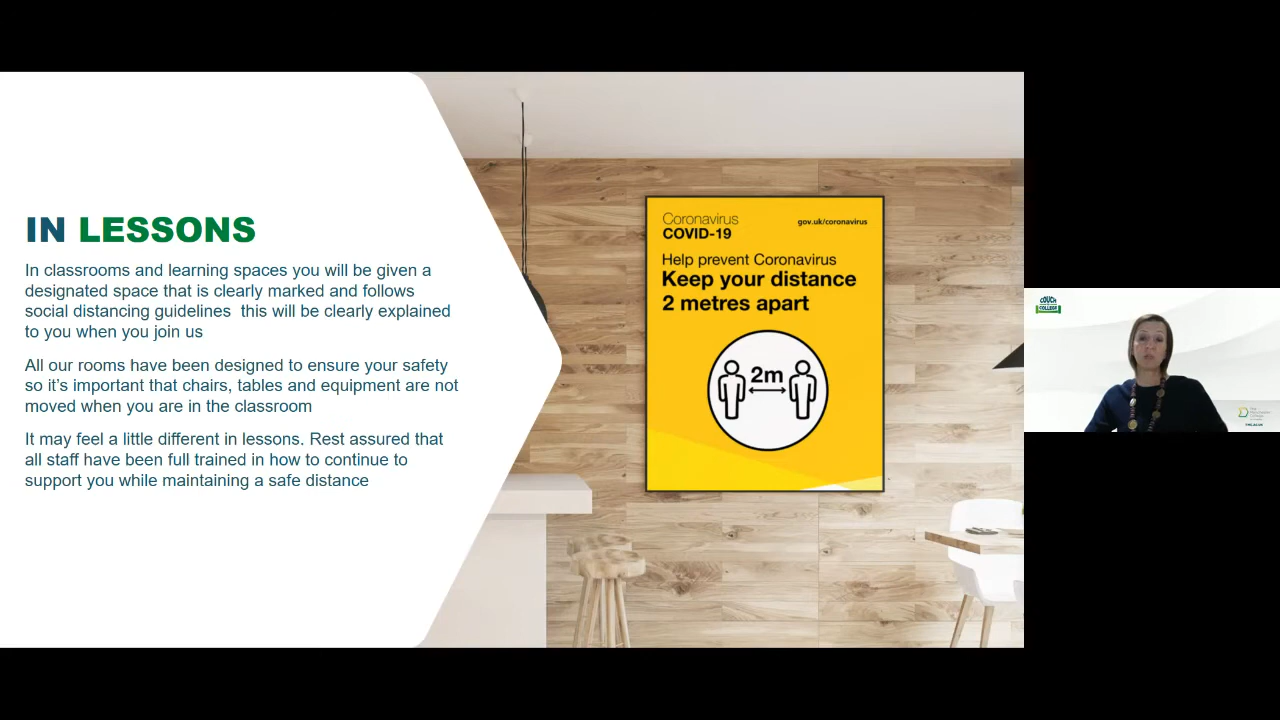 IN LESSONS
In classrooms and learning spaces you will be given a
designated space that is clearly marked and follows
social distancing guidelines  this will be clearly explained
to you when you join us
All our rooms have been designed to ensure your safety
so it's important that chairs, tables and equipment are not
moved when you are in the classroom
It may feel a little different in lessons. Rest assured that
all staff have been full trained in how to continue to
support you while maintaining a safe distance
Coronavirus
COVID-19
gov.uk/coronavirus
Help prevent Coronavirus
Keep your distance
2 metres apart
2m
COUCH
COLLEGE